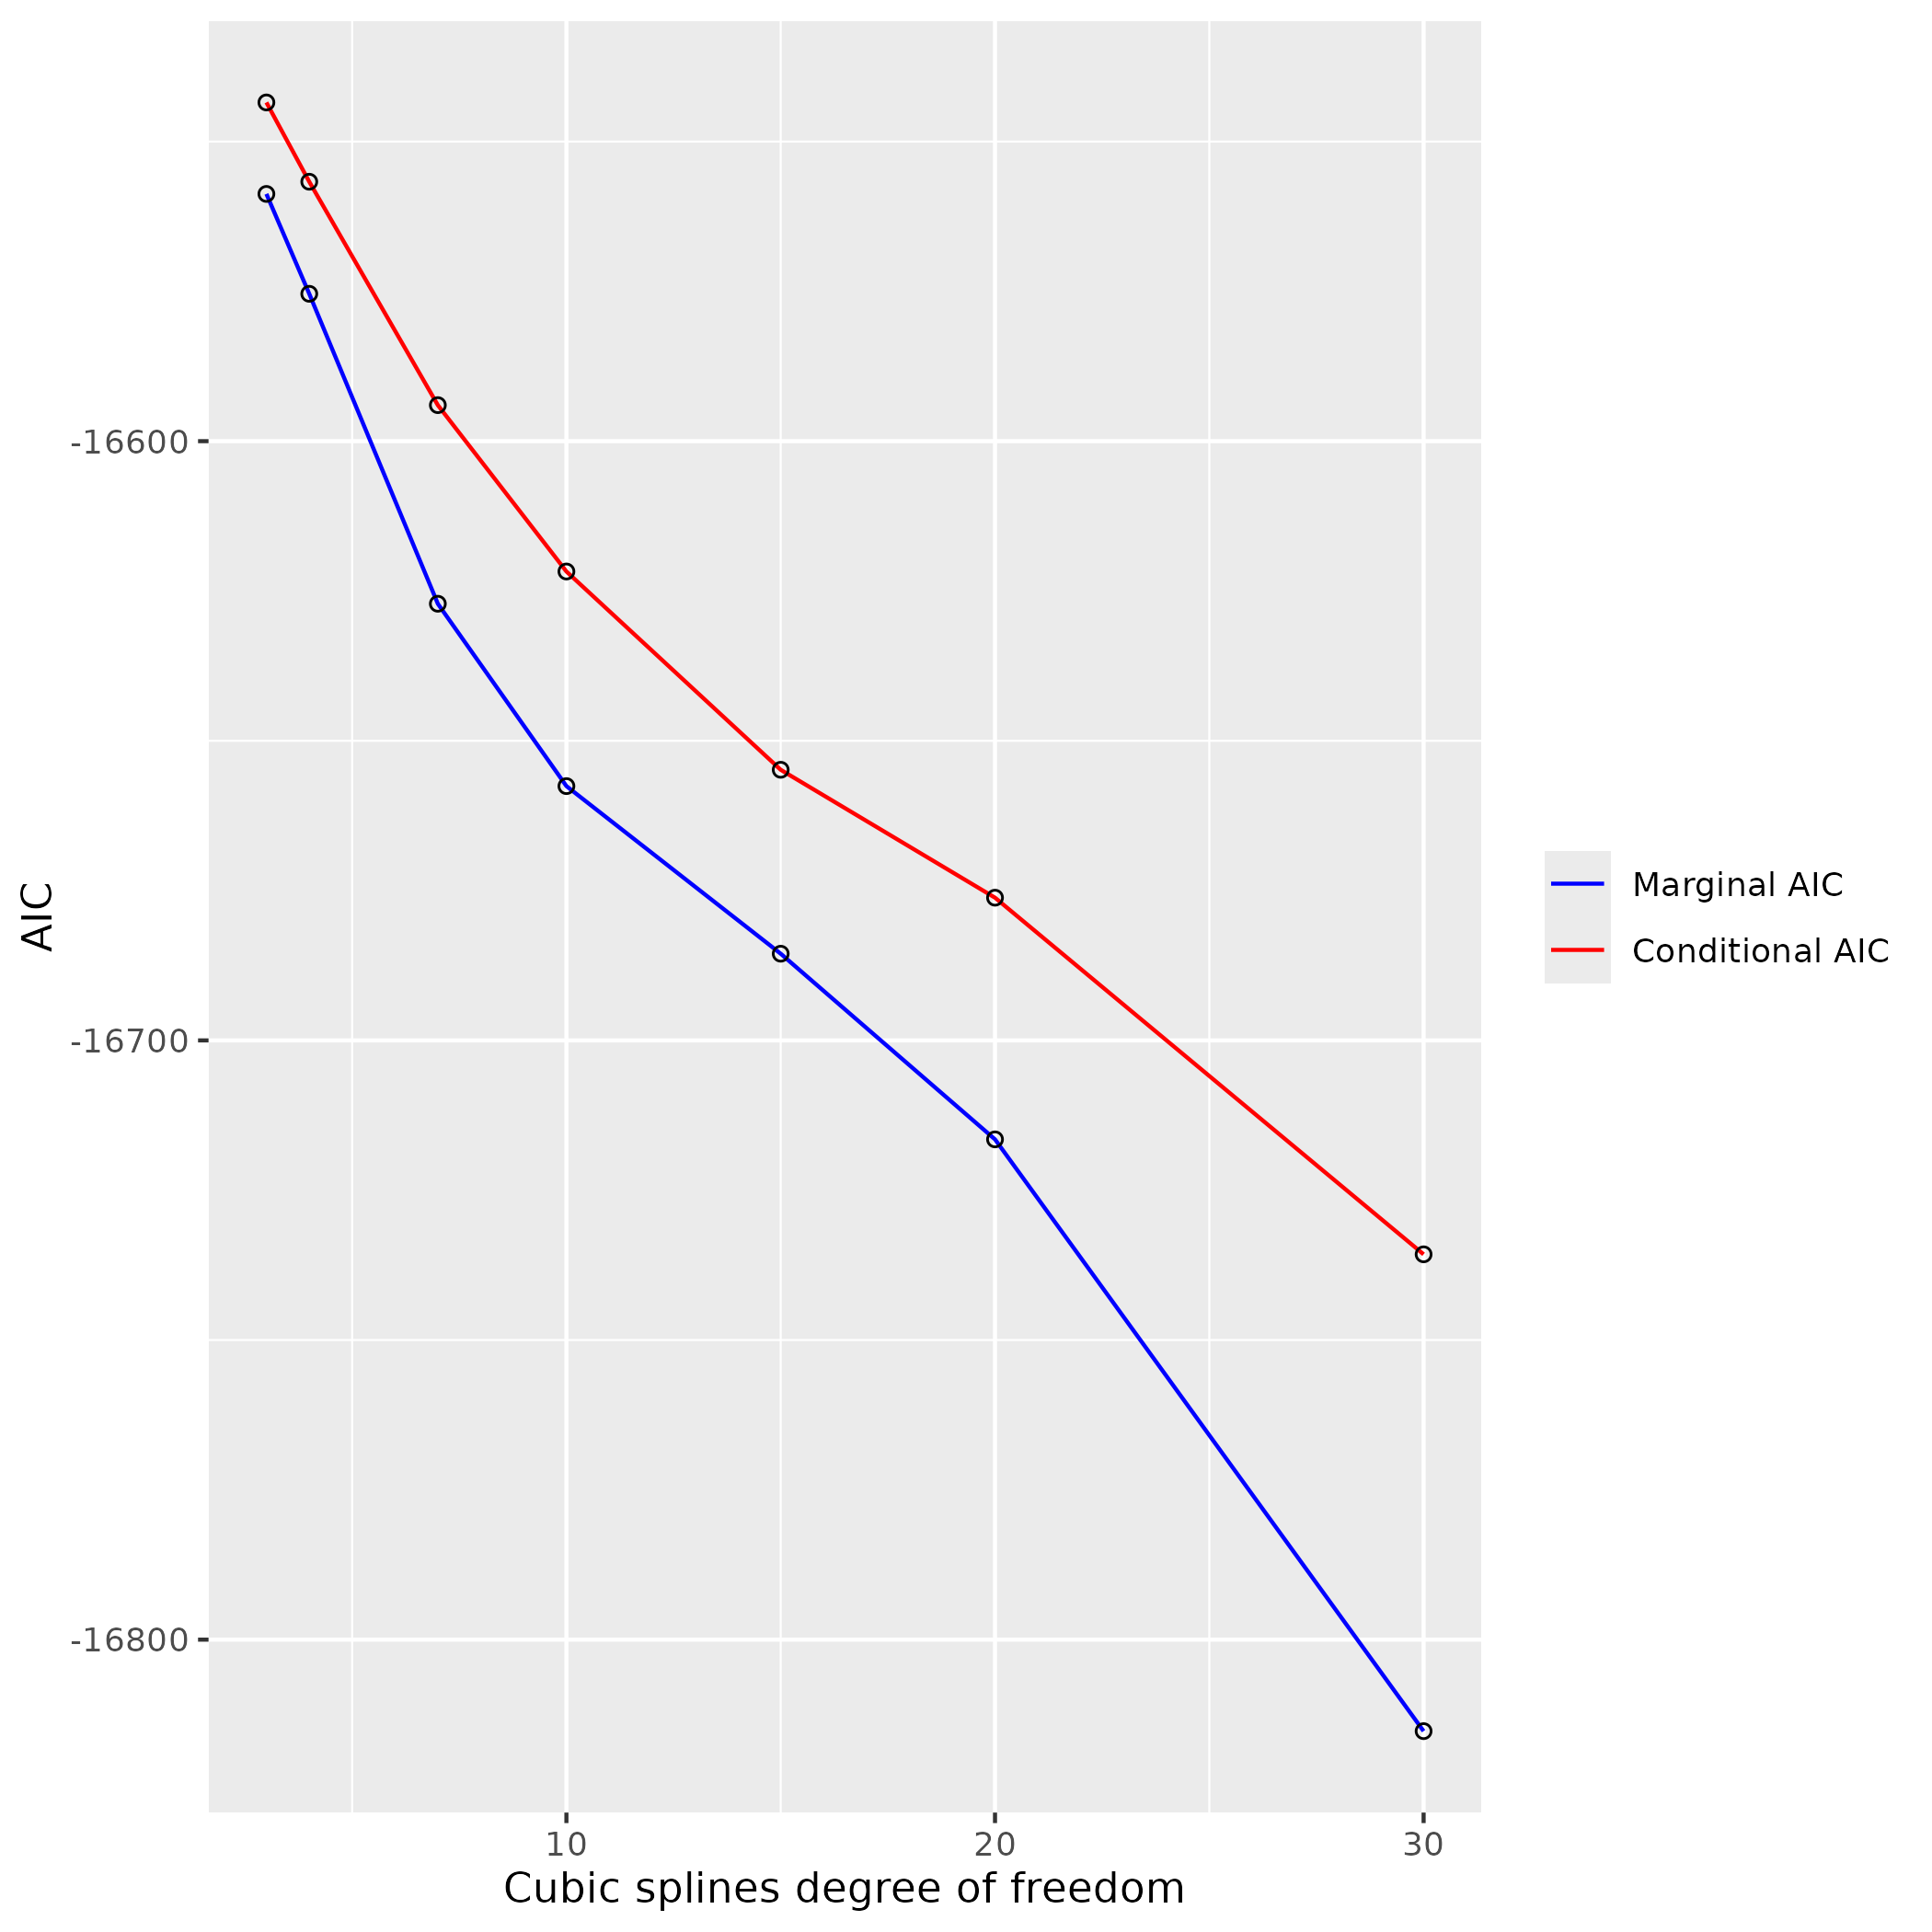 AIC
-16600
-16700
-16800
10 20 30
Cubic splines degree of freedom
Marginal AIC
Conditional AIC